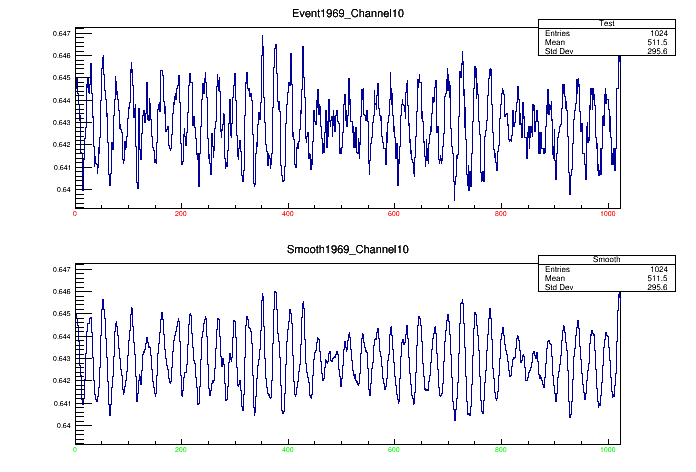 Event1969_Channel10
Test
Entries 1024
Mean 511.5
Std Dev 295.6
0.647
0.646
0.645
0.644
0.643
0.642
0.641
0.64
0 200 400 600 800 1000
Smooth1969_Channel10
Smooth
Entries 1024
Mean 511.5
Std Dev 295.6
0.647
0.646
0.645
0.644
0.643
0.642
0.641
0.64
0 200 400 600 800 1000